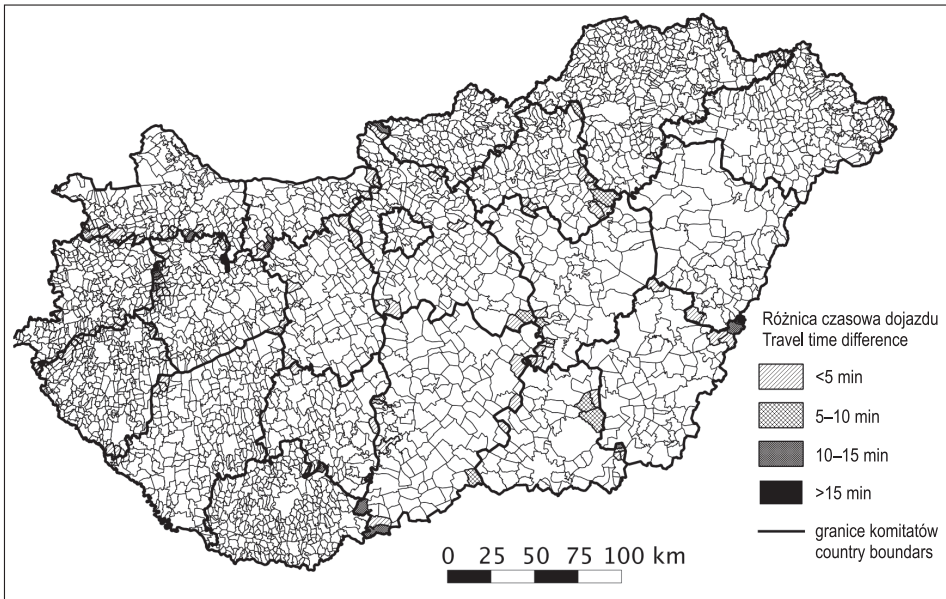 Różnica czasowa dojazdu
Travel time difference
<5 min
5–10 min
10–15 min
>15 min
granice komitatów
country boundars
0 25 50 75 100 km